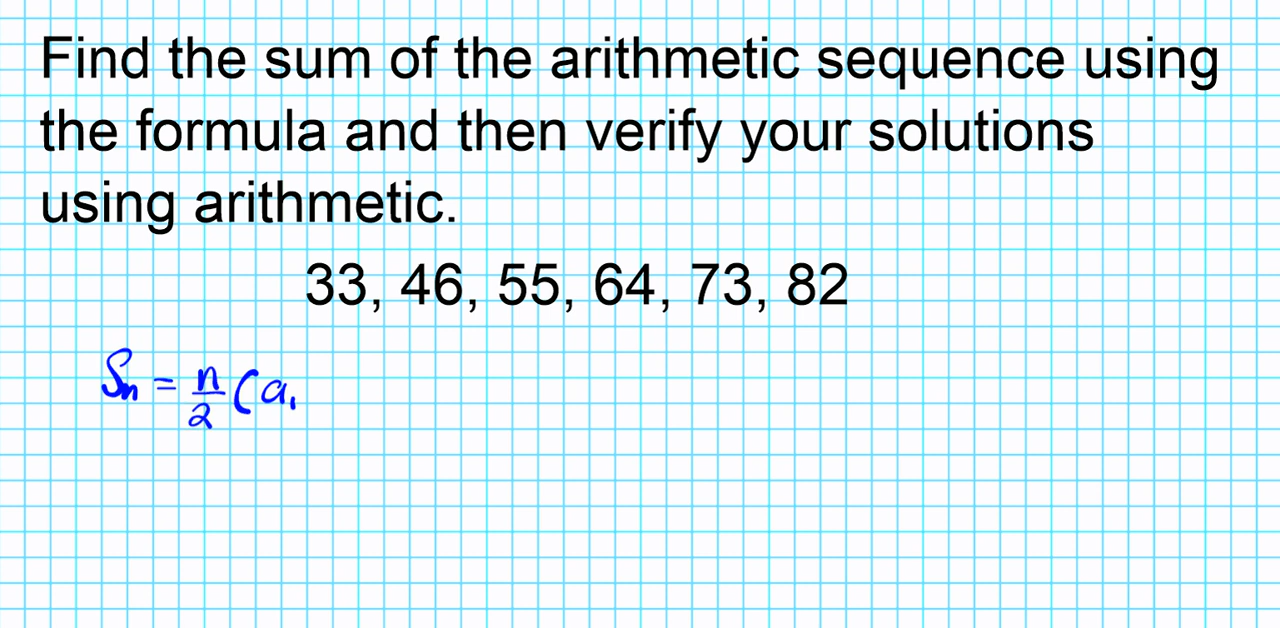 Find the sum of the arithmetic sequence using
the formula and then verify your solutions
using arithmetic.
33, 46, 55, 64, 73, 82
Sn = n/2 (a₁